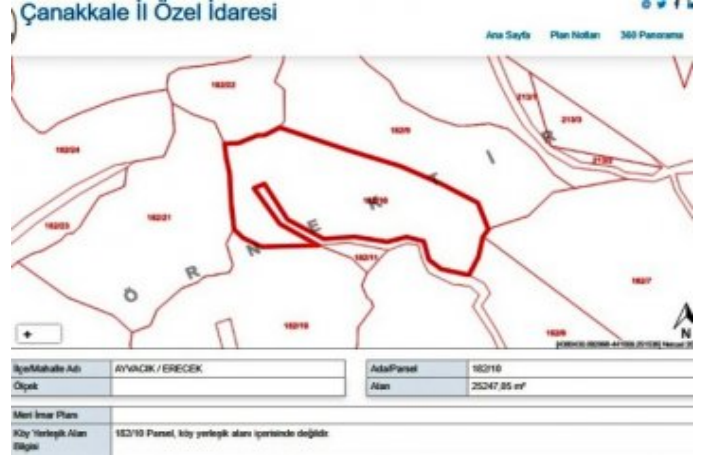 Çanakkale İl Özel İdaresi
Ana Sayfa Plan Notları 360 Panorama
182/22
182/9
213/1
213/3
182/24
182/10
182/21
182/23
182/11
182/7
182/8
Ö R N E K T İ R
+
N
İlçe/Mahalle Adı AYVACIK / ERECEK Ada/Parsel 182/10
Ölçek Alan 25247,85 m²
Meri İmar Planı
Köy Yerleşik Alan Bilgisi 182/10 Parsel, köy yerleşik alanı içerisinde değildir.